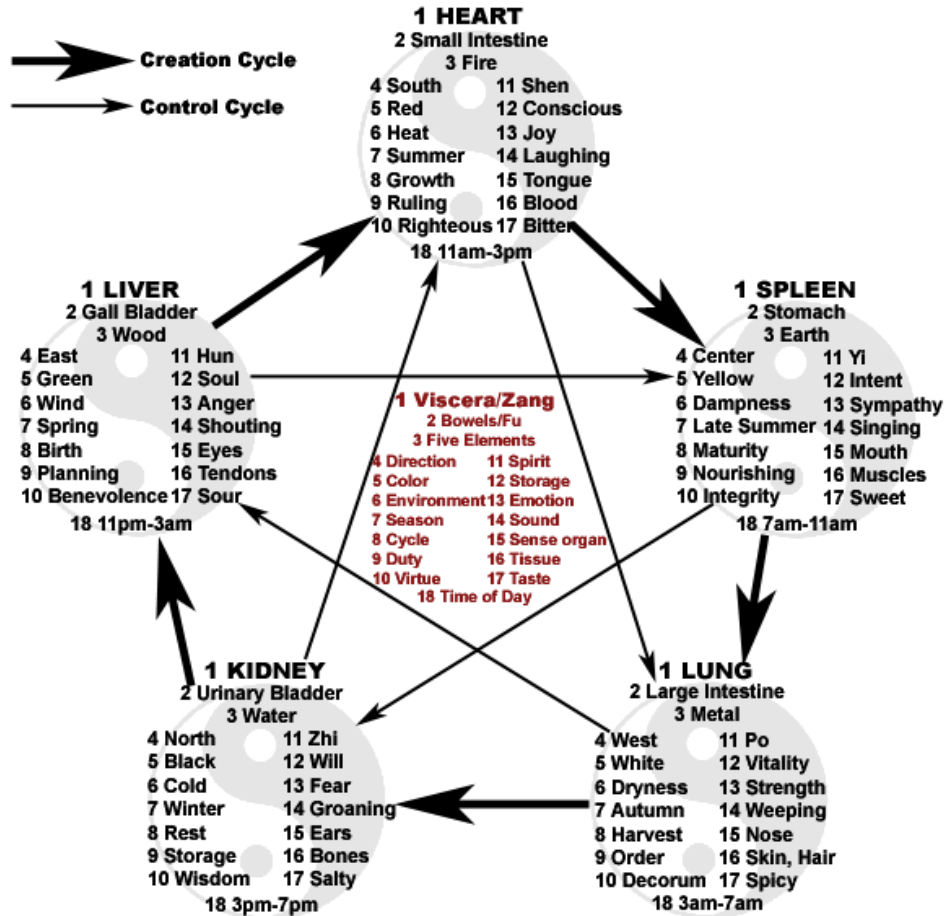 Creation Cycle
Control Cycle
1 HEART
2 Small Intestine
3 Fire
4 South 11 Shen
5 Red 12 Conscious
6 Heat 13 Joy
7 Summer 14 Laughing
8 Growth 15 Tongue
9 Ruling 16 Blood
10 Righteous 17 Bitter
18 11am-3pm
1 LIVER
2 Gall Bladder
3 Wood
4 East 11 Hun
5 Green 12 Soul
6 Wind 13 Anger
7 Spring 14 Shouting
8 Birth 15 Eyes
9 Planning 16 Tendons
10 Benevolence 17 Sour
18 11pm-3am
1 Viscera/Zang
2 Bowels/Fu
3 Five Elements
4 Direction 11 Spirit
5 Color 12 Storage
6 Environment 13 Emotion
7 Season 14 Sound
8 Cycle 15 Sense organ
9 Duty 16 Tissue
10 Virtue 17 Taste
18 Time of Day
1 SPLEEN
2 Stomach
3 Earth
4 Center 11 Yi
5 Yellow 12 Intent
6 Dampness 13 Sympathy
7 Late Summer 14 Singing
8 Maturity 15 Mouth
9 Nourishing 16 Muscles
10 Integrity 17 Sweet
18 7am-11am
1 KIDNEY
2 Urinary Bladder
3 Water
4 North 11 Zhi
5 Black 12 Will
6 Cold 13 Fear
7 Winter 14 Groaning
8 Rest 15 Ears
9 Storage 16 Bones
10 Wisdom 17 Salty
18 3pm-7pm
1 LUNG
2 Large Intestine
3 Metal
4 West 11 Po
5 White 12 Vitality
6 Dryness 13 Strength
7 Autumn 14 Weeping
8 Harvest 15 Nose
9 Order 16 Skin, Hair
10 Decorum 17 Spicy
18 3am-7am